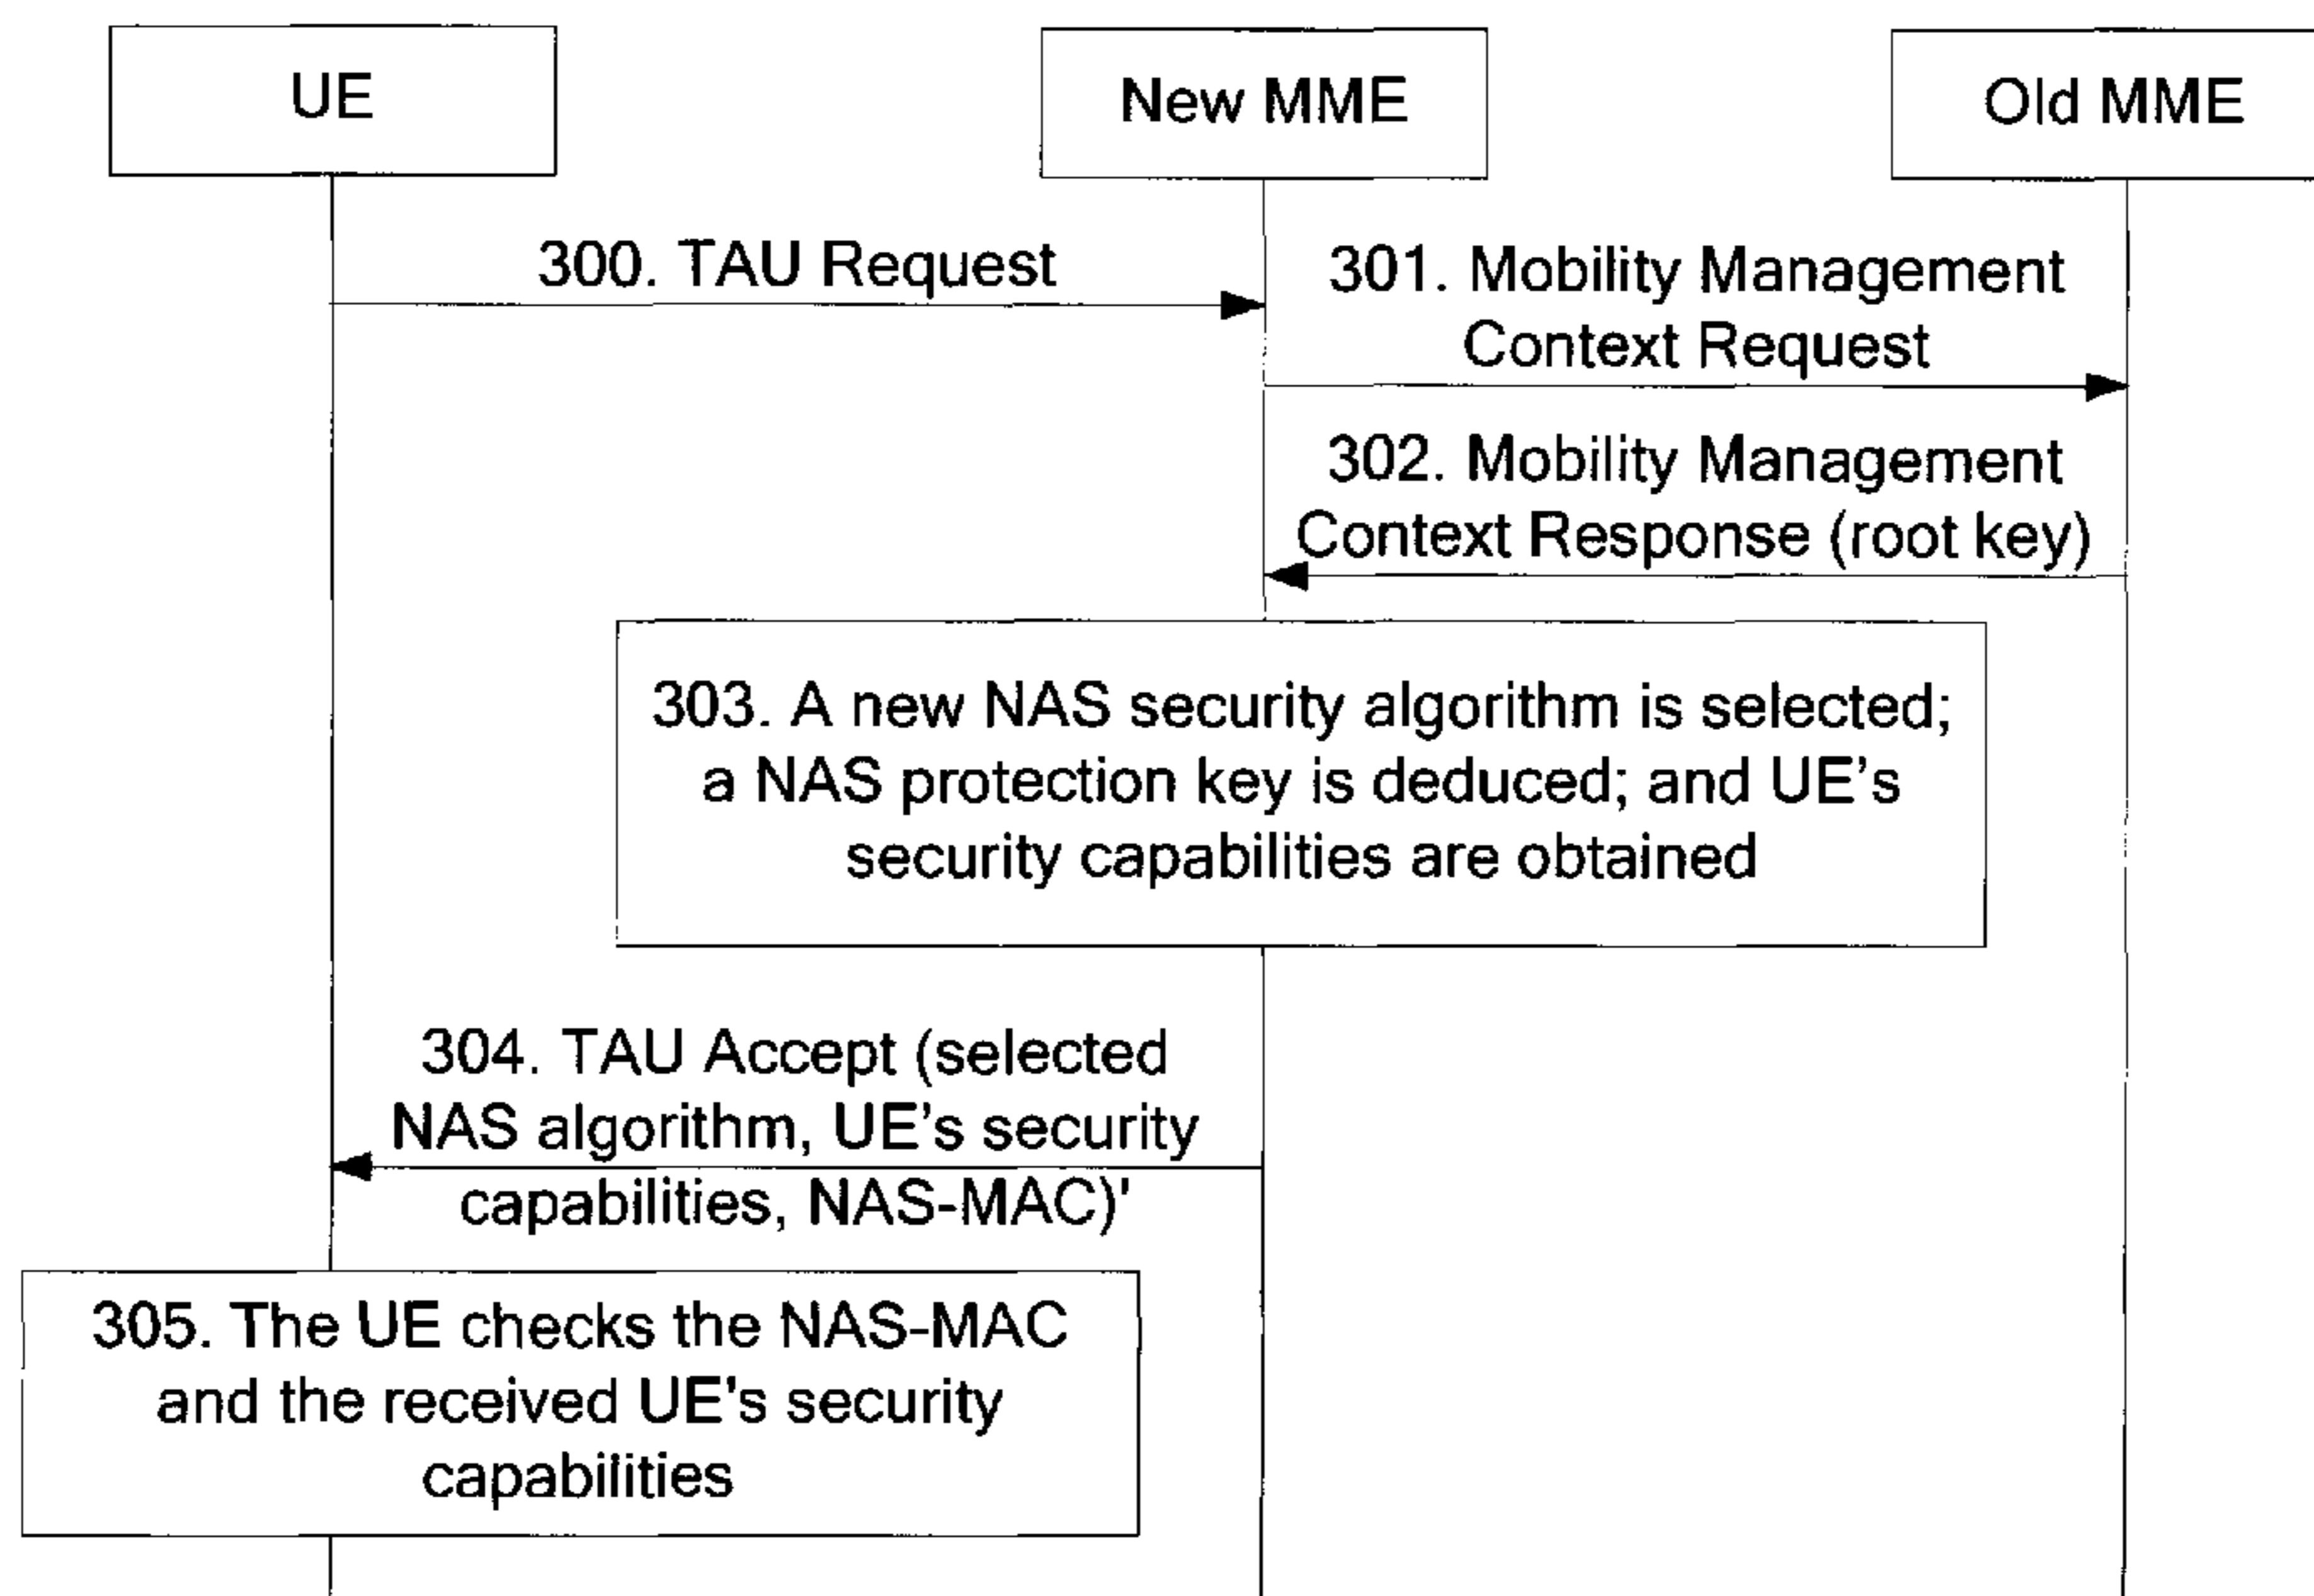 UE
New MME
Old MME
300. TAU Request
301. Mobility Management
Context Request
302. Mobility Management
Context Response (root key)
303. A new NAS security algorithm is selected;
a NAS protection key is deduced; and UE's
security capabilities are obtained
304. TAU Accept (selected
NAS algorithm, UE's security
capabilities, NAS-MAC)'
305. The UE checks the NAS-MAC
and the received UE's security
capabilities